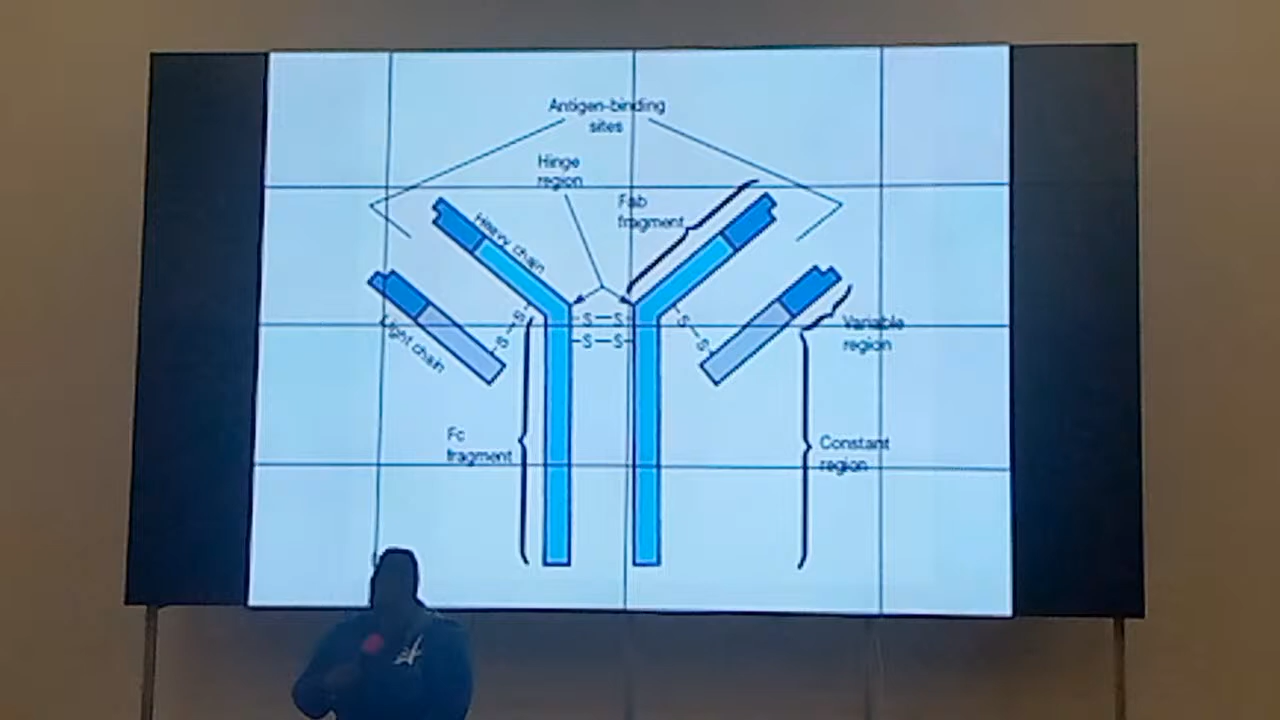 Antigen-binding
sites
Hinge
region
Fab
fragment
Heavy chain
Light chain
S-S
S-S
S-S
S-S
Variable
region
Fc
fragment
Constant
region